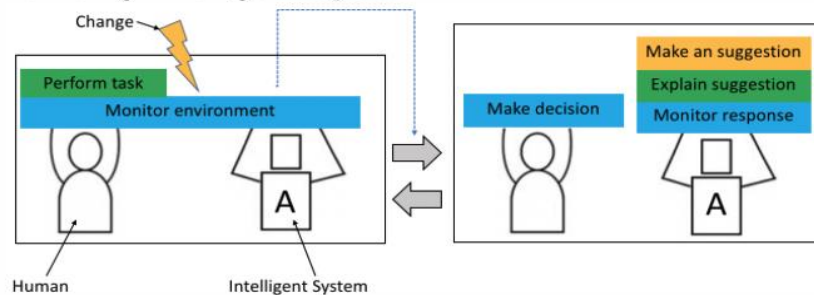 Change
Perform task
Monitor environment
A
Human
Intelligent System
Make an suggestion
Explain suggestion
Make decision
Monitor response
A